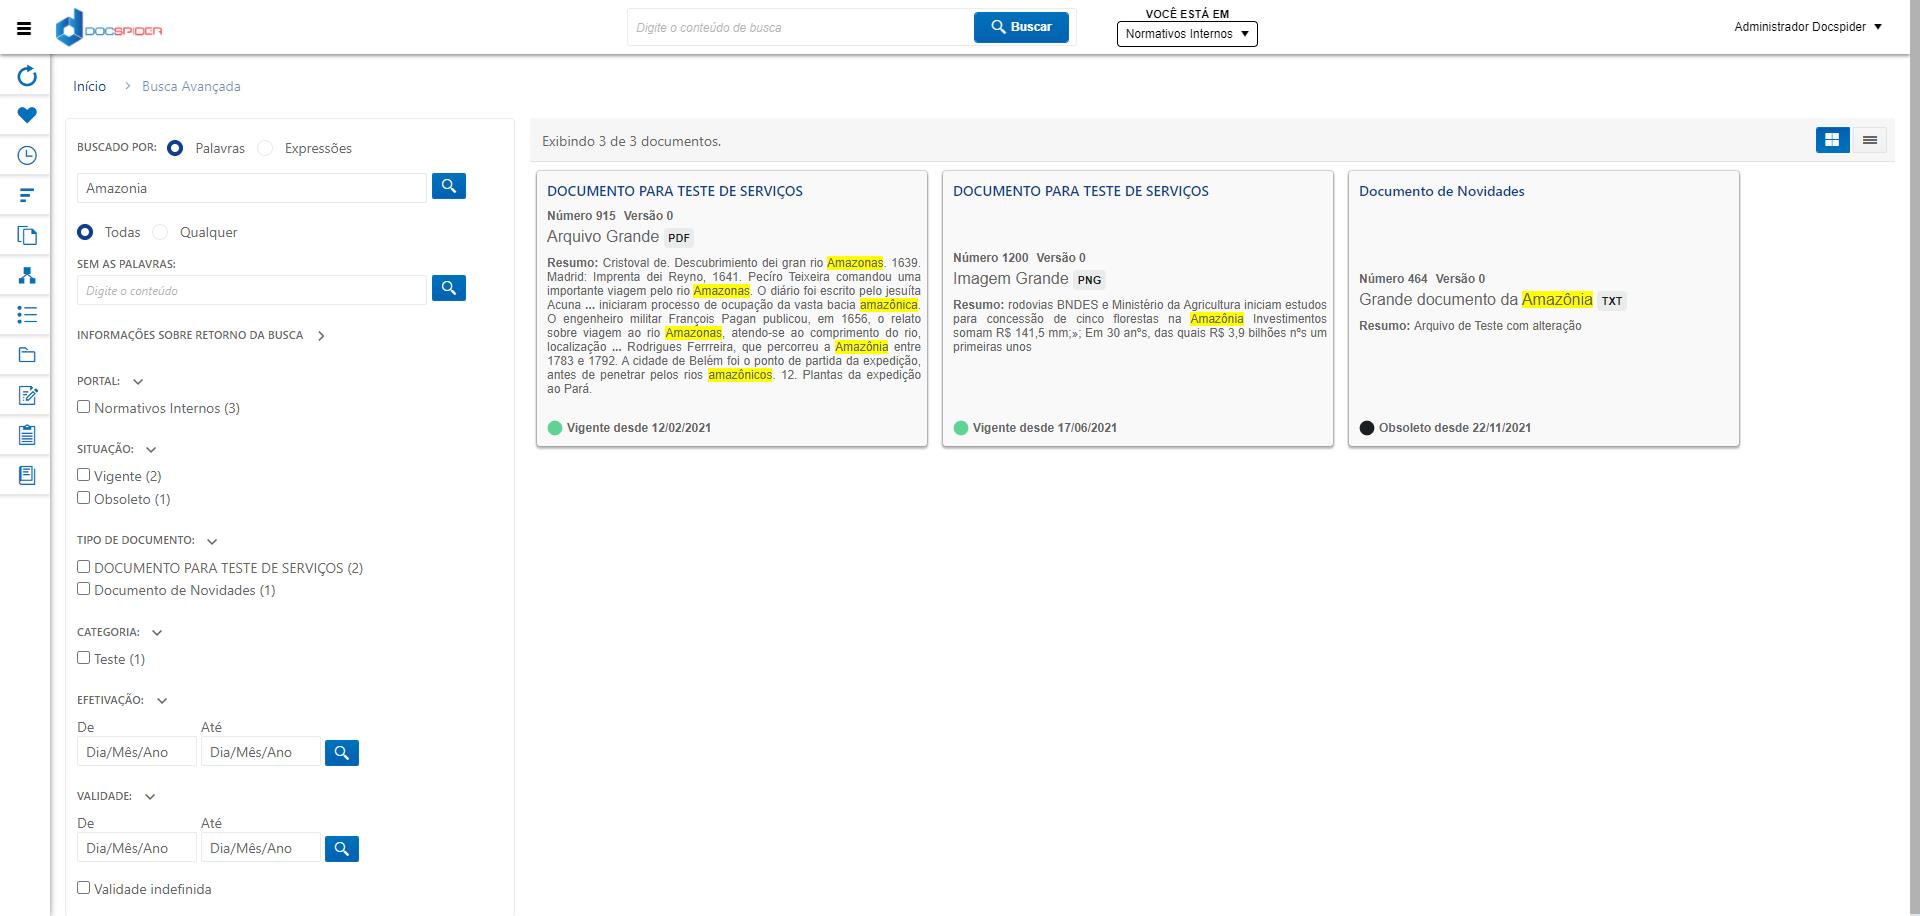 DOCSPIDER
Digite o conteúdo de busca
Buscar
VOCÊ ESTÁ EM
Normativos Internos
Administrador Docspider
Início
Busca Avançada
BUSCADO POR:
Palavras
Expressões
Amazonia
Todas
Qualquer
SEM AS PALAVRAS:
Digite o conteúdo
INFORMAÇÕES SOBRE RETORNO DA BUSCA
PORTAL:
Normativos Internos (3)
SITUAÇÃO:
Vigente (2)
Obsoleto (1)
TIPO DE DOCUMENTO:
DOCUMENTO PARA TESTE DE SERVIÇOS (2)
Documento de Novidades (1)
CATEGORIA:
Teste (1)
EFETIVAÇÃO:
De Até
Dia/Mês/Ano Dia/Mês/Ano
VALIDADE:
De Até
Dia/Mês/Ano Dia/Mês/Ano
Validade indefinida
Exibindo 3 de 3 documentos.
DOCUMENTO PARA TESTE DE SERVIÇOS
Número 915 Versão 0
Arquivo Grande PDF
Resumo: Cristoval de. Descubrimiento dei gran rio Amazonas. 1639.
Madrid: Imprenta dei Reyno, 1641. Pecíro Teixeira comandou uma
importante viagem pelo rio Amazonas. O diário foi escrito pelo jesuíta
Acuna ... iniciaram processo de ocupação da vasta bacia amazônica.
O engenheiro militar François Pagan publicou, em 1656, o relato
sobre viagem ao rio Amazonas, atendo-se ao comprimento do rio,
localização ... Rodrigues Ferrreira, que percorreu a Amazônia entre
1783 e 1792. A cidade de Belém foi o ponto de partida da expedição,
antes de penetrar pelos rios amazônicos. 12. Plantas da expedição
ao Pará.
Vigente desde 12/02/2021
DOCUMENTO PARA TESTE DE SERVIÇOS
Número 1200 Versão 0
Imagem Grande PNG
Resumo: rodovias BNDES e Ministério da Agricultura iniciam estudos
para concessão de cinco florestas na Amazônia Investimentos
somam R$ 141,5 mm;»; Em 30 anºs, das quais R$ 3,9 bilhões nºs um
primeiras unos
Vigente desde 17/06/2021
Documento de Novidades
Número 464 Versão 0
Grande documento da Amazônia TXT
Resumo: Arquivo de Teste com alteração
Obsoleto desde 22/11/2021